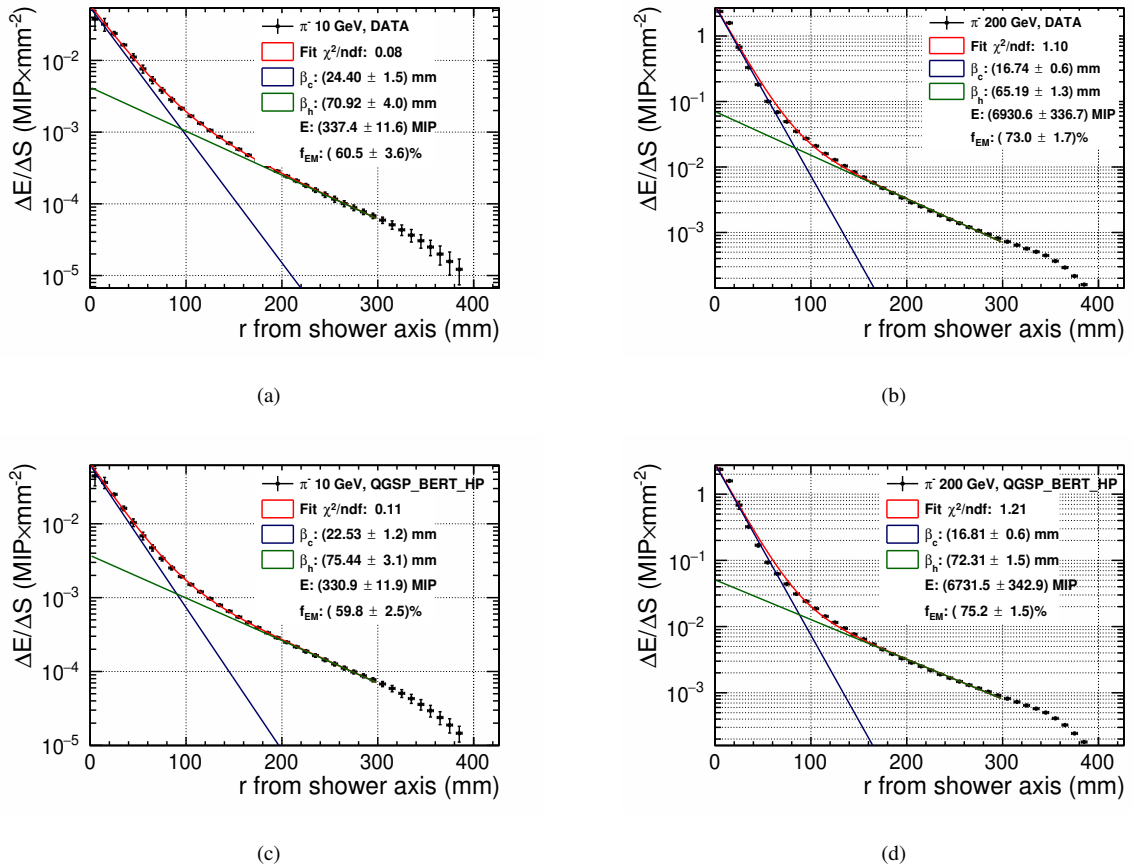 π⁻ 10 GeV, DATA
Fit χ²/ndf: 0.08
β_c: (24.40 ± 1.5) mm
β_h: (70.92 ± 4.0) mm
E: (337.4 ± 11.6) MIP
f_EM: ( 60.5 ± 3.6)%
ΔE/ΔS (MIP×mm⁻²)
10⁻²
10⁻³
10⁻⁴
10⁻⁵
0 100 200 300 400
r from shower axis (mm)
(a)
π⁻ 200 GeV, DATA
Fit χ²/ndf: 1.10
β_c: (16.74 ± 0.6) mm
β_h: (65.19 ± 1.3) mm
E: (6930.6 ± 336.7) MIP
f_EM: ( 73.0 ± 1.7)%
ΔE/ΔS (MIP×mm⁻²)
1
10⁻¹
10⁻²
10⁻³
0 100 200 300 400
r from shower axis (mm)
(b)
π⁻ 10 GeV, QGSP_BERT_HP
Fit χ²/ndf: 0.11
β_c: (22.53 ± 1.2) mm
β_h: (75.44 ± 3.1) mm
E: (330.9 ± 11.9) MIP
f_EM: ( 59.8 ± 2.5)%
ΔE/ΔS (MIP×mm⁻²)
10⁻²
10⁻³
10⁻⁴
10⁻⁵
0 100 200 300 400
r from shower axis (mm)
(c)
π⁻ 200 GeV, QGSP_BERT_HP
Fit χ²/ndf: 1.21
β_c: (16.81 ± 0.6) mm
β_h: (72.31 ± 1.5) mm
E: (6731.5 ± 342.9) MIP
f_EM: ( 75.2 ± 1.5)%
ΔE/ΔS (MIP×mm⁻²)
1
10⁻¹
10⁻²
10⁻³
0 100 200 300 400
r from shower axis (mm)
(d)